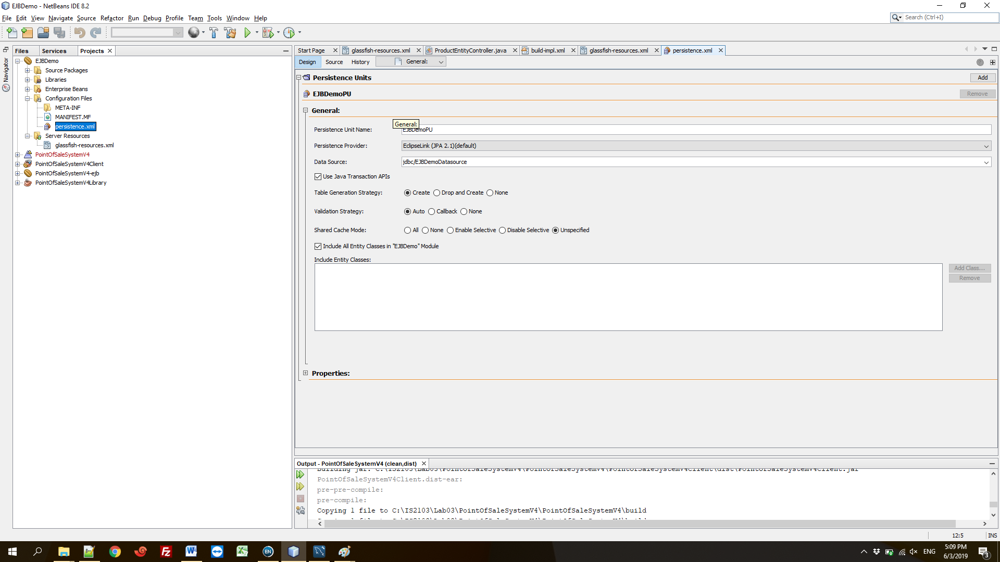 EJBDemo - NetBeans IDE 8.2
File Edit View Navigate Source Refactor Run Debug Profile Team Tools Window Help
Search (Ctrl+I)
Navigator
Files Services Projects
EJBDemo
Source Packages
Libraries
Enterprise Beans
Configuration Files
META-INF
MANIFEST.MF
persistence.xml
Server Resources
glassfish-resources.xml
PointOfSaleSystemV4
PointOfSaleSystemV4Client
PointOfSaleSystemV4-ejb
PointOfSaleSystemV4Library
Start Page glassfish-resources.xml ProductEntityController.java build-impl.xml glassfish-resources.xml persistence.xml
Design Source History General:
Persistence Units Add
EJBDemoPU Remove
General:
General:
Persistence Unit Name: EJBDemoPU
Persistence Provider: EclipseLink (JPA 2.1)(default)
Data Source: jdbc/EJBDemoDatasource
Use Java Transaction APIs
Table Generation Strategy: Create Drop and Create None
Validation Strategy: Auto Callback None
Shared Cache Mode: All None Enable Selective Disable Selective Unspecified
Include All Entity Classes in "EJBDemo" Module
Include Entity Classes:
Add Class...
Remove
Properties:
Output - PointOfSaleSystemV4 (clean,dist)
Building jar: C:\IS2103\Lab03\PointOfSaleSystemV4\PointOfSaleSystemV4\PointOfSaleSystemV4Client\dist\PointOfSaleSystemV4Client.jar
PointOfSaleSystemV4Client.dist-ear:
pre-pre-compile:
pre-compile:
Copying 1 file to C:\IS2103\Lab03\PointOfSaleSystemV4\PointOfSaleSystemV4\build
12:5 INS
ENG
5:09 PM
6/3/2019
3